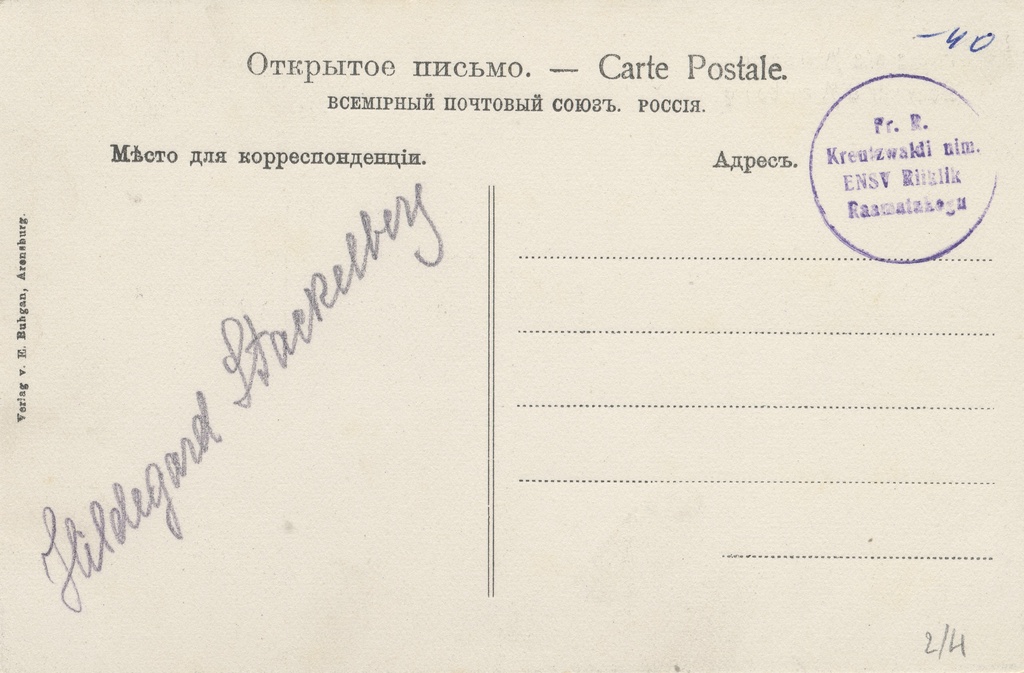 -40
Открытое письмо. — Carte Postale.
ВСЕМІРНЫЙ ПОЧТОВЫЙ СОЮЗЪ. РОССІЯ.
Мѣсто для корреспонденціи.
Адресъ.
Fr. R.
Kreutzwaldi nim.
ENSV Riiklik
Raamatukogu
Verlag v. E. Buhgan, Arensburg.
Hildegard Stackelberg
2/4